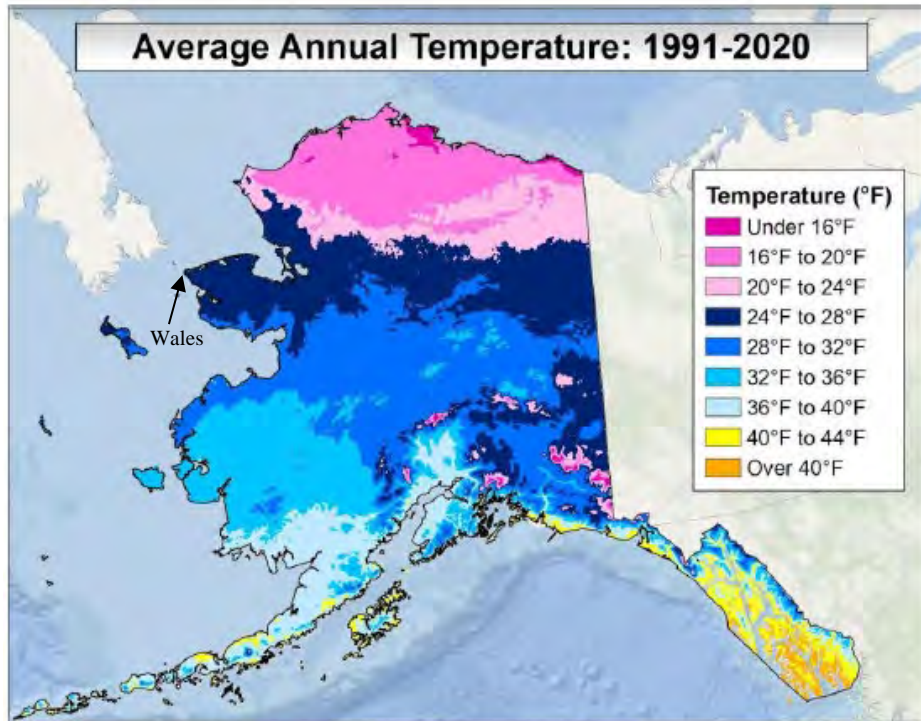 Average Annual Temperature: 1991-2020
Wales
Temperature (°F)
Under 16°F
16°F to 20°F
20°F to 24°F
24°F to 28°F
28°F to 32°F
32°F to 36°F
36°F to 40°F
40°F to 44°F
Over 40°F